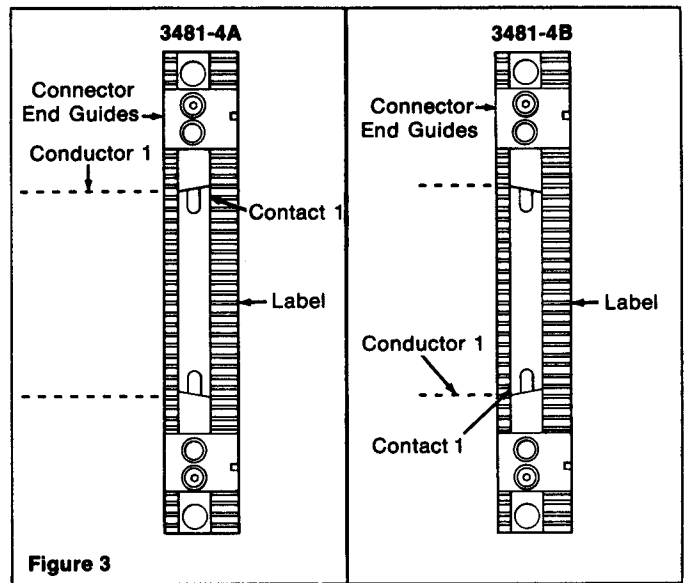 3481-4A
Connector
End Guides
Conductor 1
Contact 1
Label
Figure 3
3481-4B
Connector
End Guides
Label
Conductor 1
Contact 1